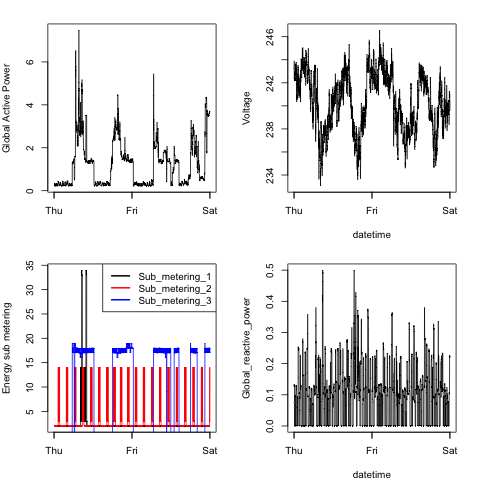 Global Active Power
0 2 4 6
Thu Fri Sat
Voltage
234 238 242 246
Thu Fri Sat
datetime
Energy sub metering
5 10 15 20 25 30 35
Sub_metering_1
Sub_metering_2
Sub_metering_3
Thu Fri Sat
Global_reactive_power
0.0 0.1 0.2 0.3 0.4 0.5
Thu Fri Sat
datetime